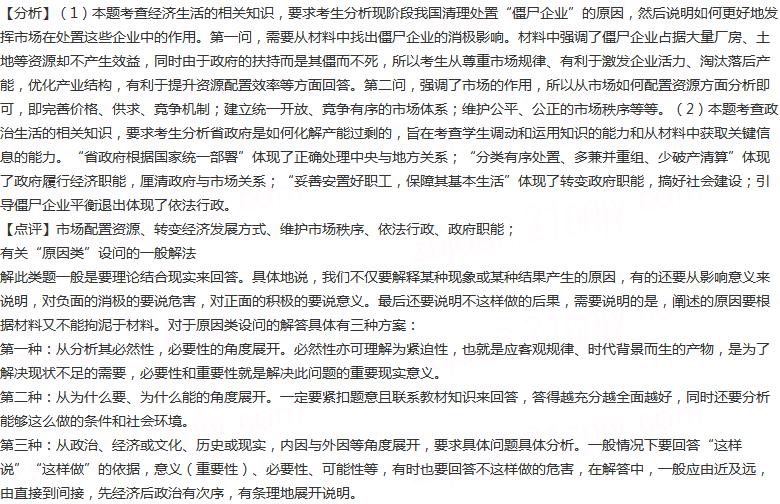 【分析】（1）本题考查经济生活的相关知识，要求考生分析现阶段我国清理处置“僵尸企业”的原因，然后说明如何更好地发
挥市场在处置这些企业中的作用。第一问，需要从材料中找出僵尸企业的消极影响。材料中强调了僵尸企业占据大量厂房、土
地等资源却不产生效益，同时由于政府的扶持而是其僵而不死，所以考生从尊重市场规律、有利于激发企业活力、淘汰落后产
能，优化产业结构，有利于提升资源配置效率等方面回答。第二问，强调了市场的作用，所以从市场如何配置资源方面分析即
可，即完善价格、供求、竞争机制；建立统一开放、竞争有序的市场体系；维护公平、公正的市场秩序等等。（2）本题考查政
治生活的相关知识，要求考生分析省政府是如何化解产能过剩的，旨在考查学生调动和运用知识的能力和从材料中获取关键信
息的能力。“省政府根据国家统一部署”体现了正确处理中央与地方关系；“分类有序处置、多兼并重组、少破产清算”体现
了政府履行经济职能，厘清政府与市场关系；“妥善安置好职工，保障其基本生活”体现了转变政府职能，搞好社会建设；引
导僵尸企业平衡退出体现了依法行政。
【点评】市场配置资源、转变经济发展方式、维护市场秩序、依法行政、政府职能；
有关“原因类”设问的一般解法
解此类题一般是要理论结合现实来回答。具体地说，我们不仅要解释某种现象或某种结果产生的原因，有的还要从影响意义来
说明，对负面的消极的要说危害，对正面的积极的要说意义。最后还要说明不这样做的后果，需要说明的是，阐述的原因要根
据材料又不能拘泥于材料。对于原因类设问的解答具体有三种方案：
第一种：从分析其必然性，必要性的角度展开。必然性亦可理解为紧迫性，也就是应客观规律、时代背景而生的产物，是为了
解决现状不足的需要，必要性和重要性就是解决此问题的重要现实意义。
第二种：从为什么要、为什么能的角度展开。一定要紧扣题意且联系教材知识来回答，答得越充分越全面越好，同时还要分析
能够这么做的条件和社会环境。
第三种：从政治、经济或文化、历史或现实，内因与外因等角度展开，要求具体问题具体分析。一般情况下要回答“这样
说”“这样做”的依据，意义（重要性）、必要性、可能性等，有时也要回答不这样做的危害，在解答中，一般应由近及远，
由直接到间接，先经济后政治有次序，有条理地展开说明。